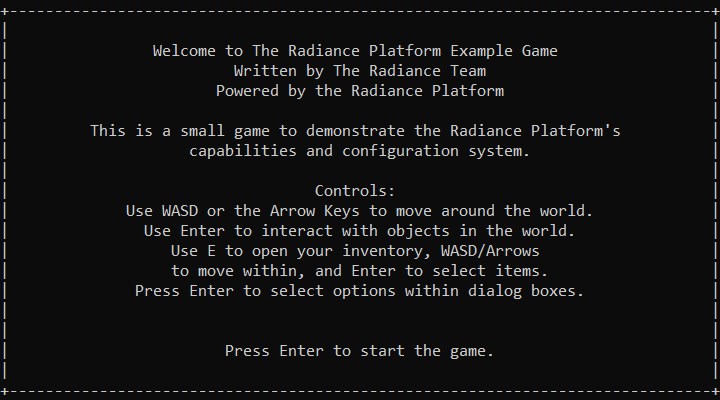 Welcome to The Radiance Platform Example Game
Written by The Radiance Team
Powered by the Radiance Platform
This is a small game to demonstrate the Radiance Platform's
capabilities and configuration system.
Controls:
Use WASD or the Arrow Keys to move around the world.
Use Enter to interact with objects in the world.
Use E to open your inventory, WASD/Arrows
to move within, and Enter to select items.
Press Enter to select options within dialog boxes.
Press Enter to start the game.